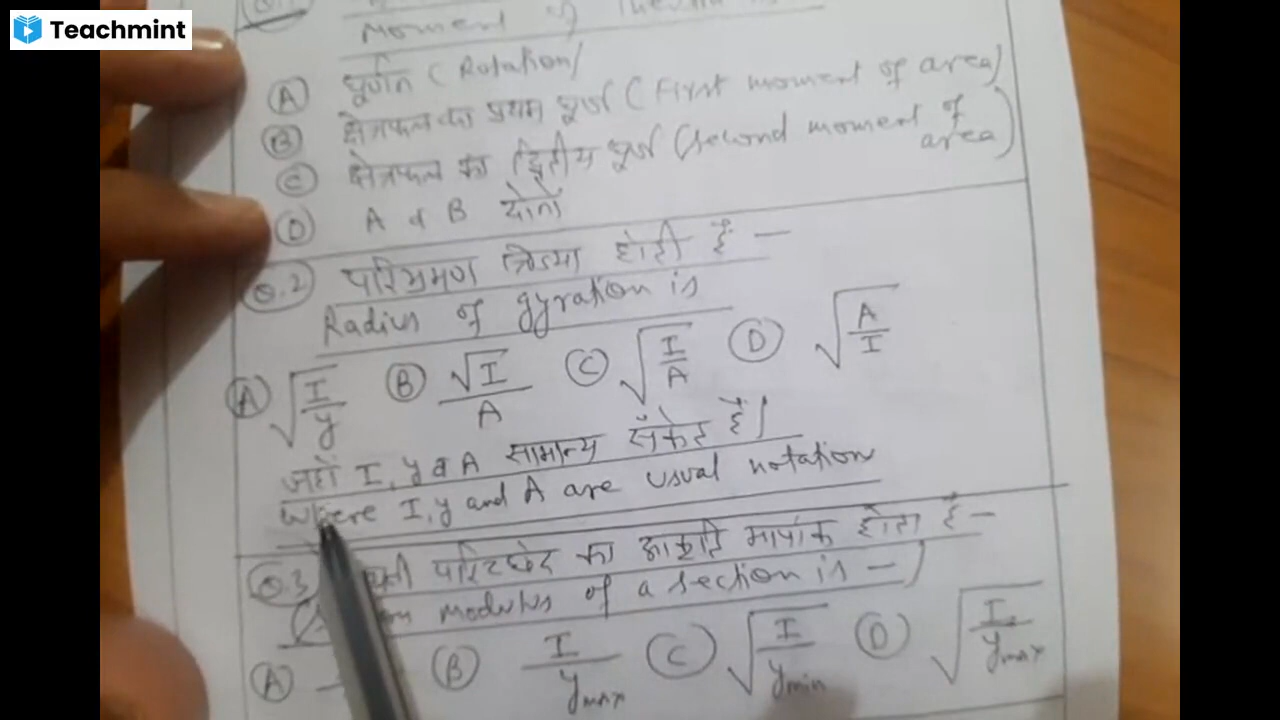 Teachmint
Moment of
(A) घूर्णन (Rotation)
(B) क्षेत्रफल का प्रथम घूर्ण (First moment of area)
(C) क्षेत्रफल का द्वितीय घूर्ण (Second moment of area)
(D) A व B दोनों
Q.2 परिभ्रमण त्रिज्या होती है —
Radius of gyration is
(A) √(I/y) (B) √I/A (C) √(I/A) (D) √(A/I)
जहाँ I, y व A सामान्य संकेत हैं।
Where I, y and A are usual notation
Q.3 परिच्छेद का आकृति मापांक होता है —
modulus of a section is —)
(A) (B) I/ymax (C) √(I/ymin) (D) √(I/ymax)